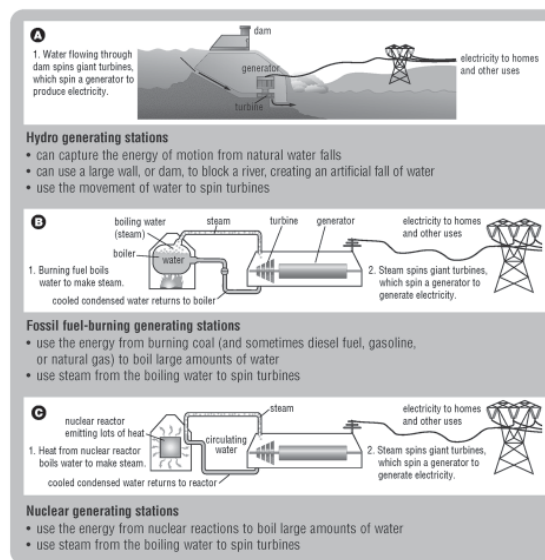 A
dam
1. Water flowing through
dam spins giant turbines,
which spin a generator to
produce electricity.
generator
turbine
electricity to homes
and other uses
Hydro generating stations
• can capture the energy of motion from natural water falls
• can use a large wall, or dam, to block a river, creating an artificial fall of water
• use the movement of water to spin turbines
B
boiling water
(steam)
steam
turbine
generator
electricity to homes
and other uses
boiler
water
1. Burning fuel boils
water to make steam.
2. Steam spins giant turbines,
which spin a generator to
generate electricity.
cooled condensed water returns to boiler
Fossil fuel-burning generating stations
• use the energy from burning coal (and sometimes diesel fuel, gasoline,
or natural gas) to boil large amounts of water
• use steam from the boiling water to spin turbines
C
nuclear reactor
emitting lots of heat
steam
electricity to homes
and other uses
circulating
water
1. Heat from nuclear reactor
boils water to make steam.
2. Steam spins giant turbines,
which spin a generator to
generate electricity.
cooled condensed water returns to reactor
Nuclear generating stations
• use the energy from nuclear reactions to boil large amounts of water
• use steam from the boiling water to spin turbines